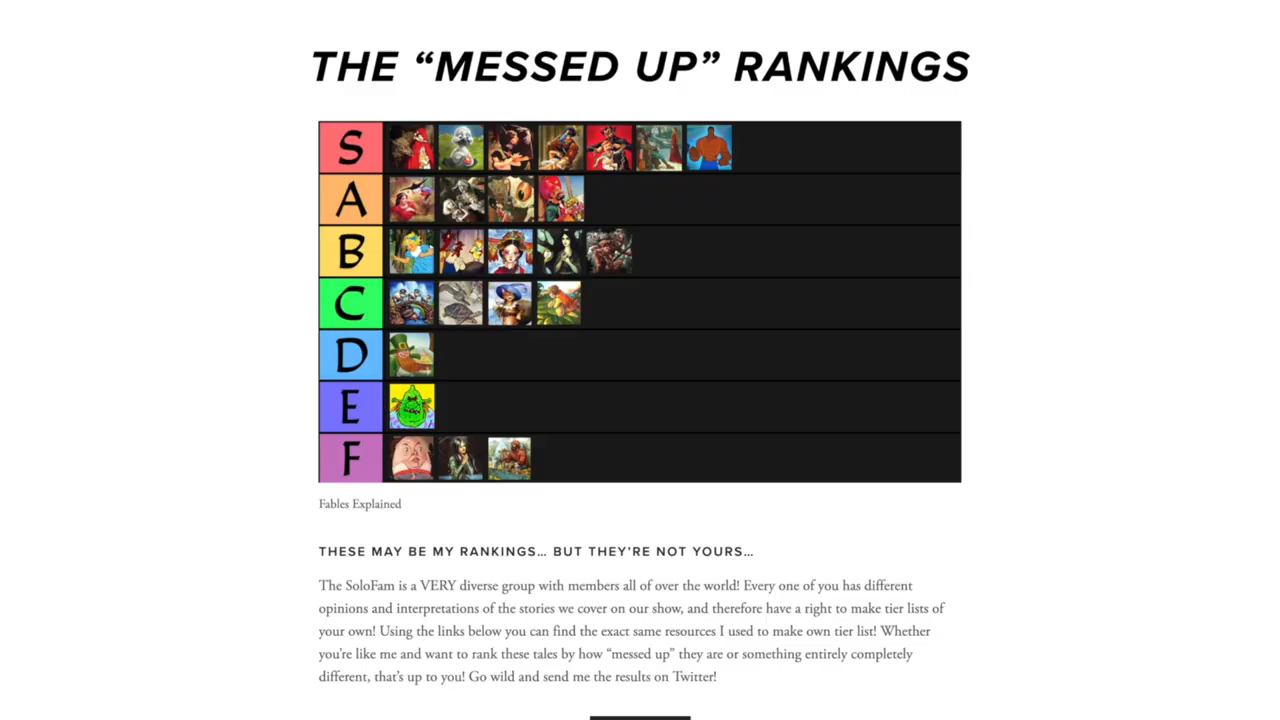 THE “MESSED UP” RANKINGS
S
A
B
C
D
E
F
Fables Explained
THESE MAY BE MY RANKINGS… BUT THEY’RE NOT YOURS…
The SoloFam is a VERY diverse group with members all of over the world! Every one of you has different
opinions and interpretations of the stories we cover on our show, and therefore have a right to make tier lists of
your own! Using the links below you can find the exact same resources I used to make own tier list! Whether
you’re like me and want to rank these tales by how “messed up” they are or something entirely completely
different, that’s up to you! Go wild and send me the results on Twitter!